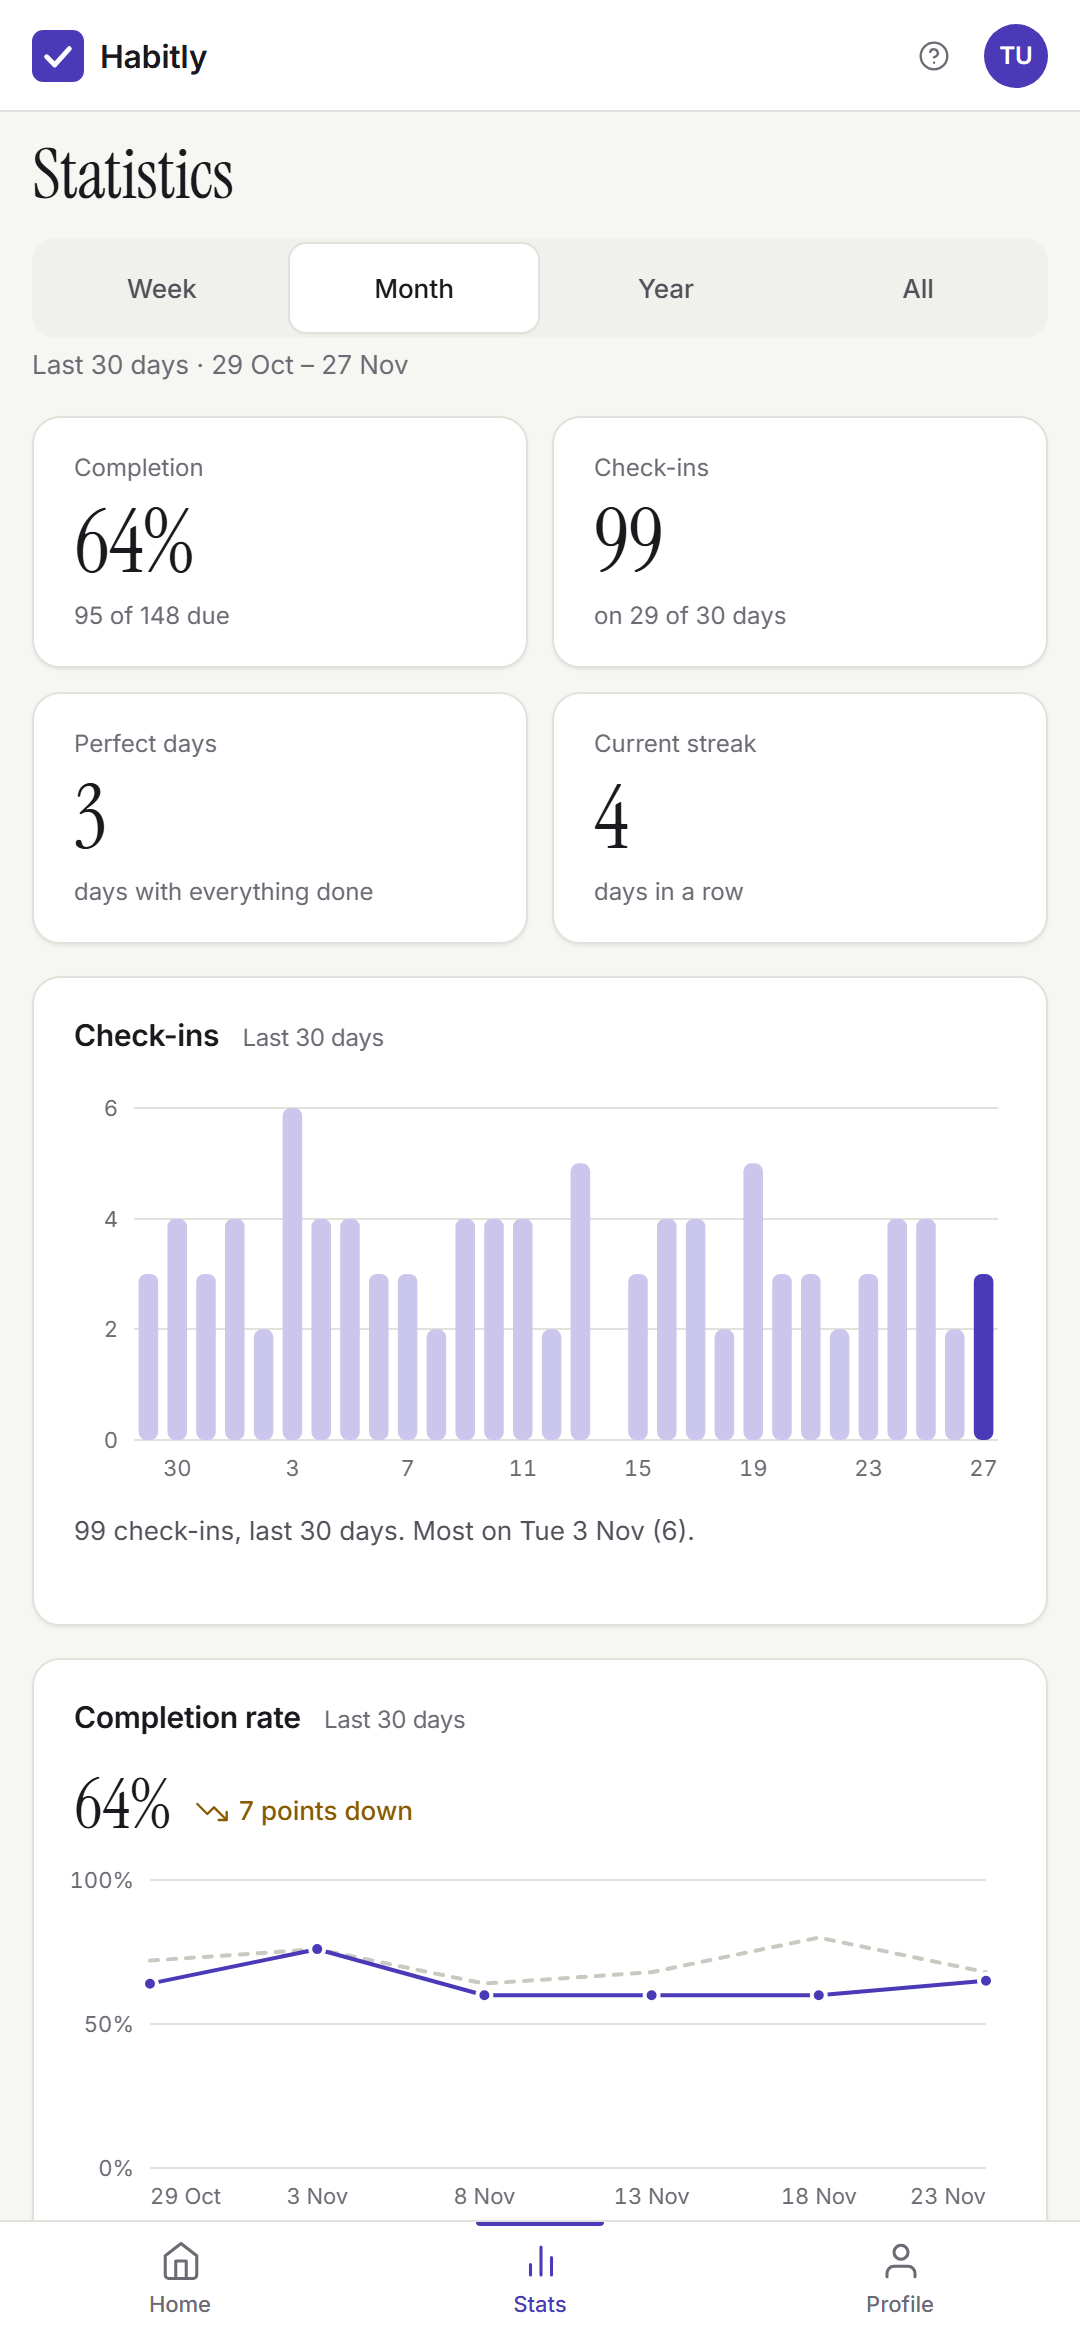 Habitly
TU
Statistics
Week Month Year All
Last 30 days · 29 Oct – 27 Nov
Completion
64%
95 of 148 due
Check-ins
99
on 29 of 30 days
Perfect days
3
days with everything done
Current streak
4
days in a row
Check-ins Last 30 days
6
4
2
0
30 3 7 11 15 19 23 27
99 check-ins, last 30 days. Most on Tue 3 Nov (6).
Completion rate Last 30 days
64% 7 points down
100%
50%
0%
29 Oct 3 Nov 8 Nov 13 Nov 18 Nov 23 Nov
Home Stats Profile